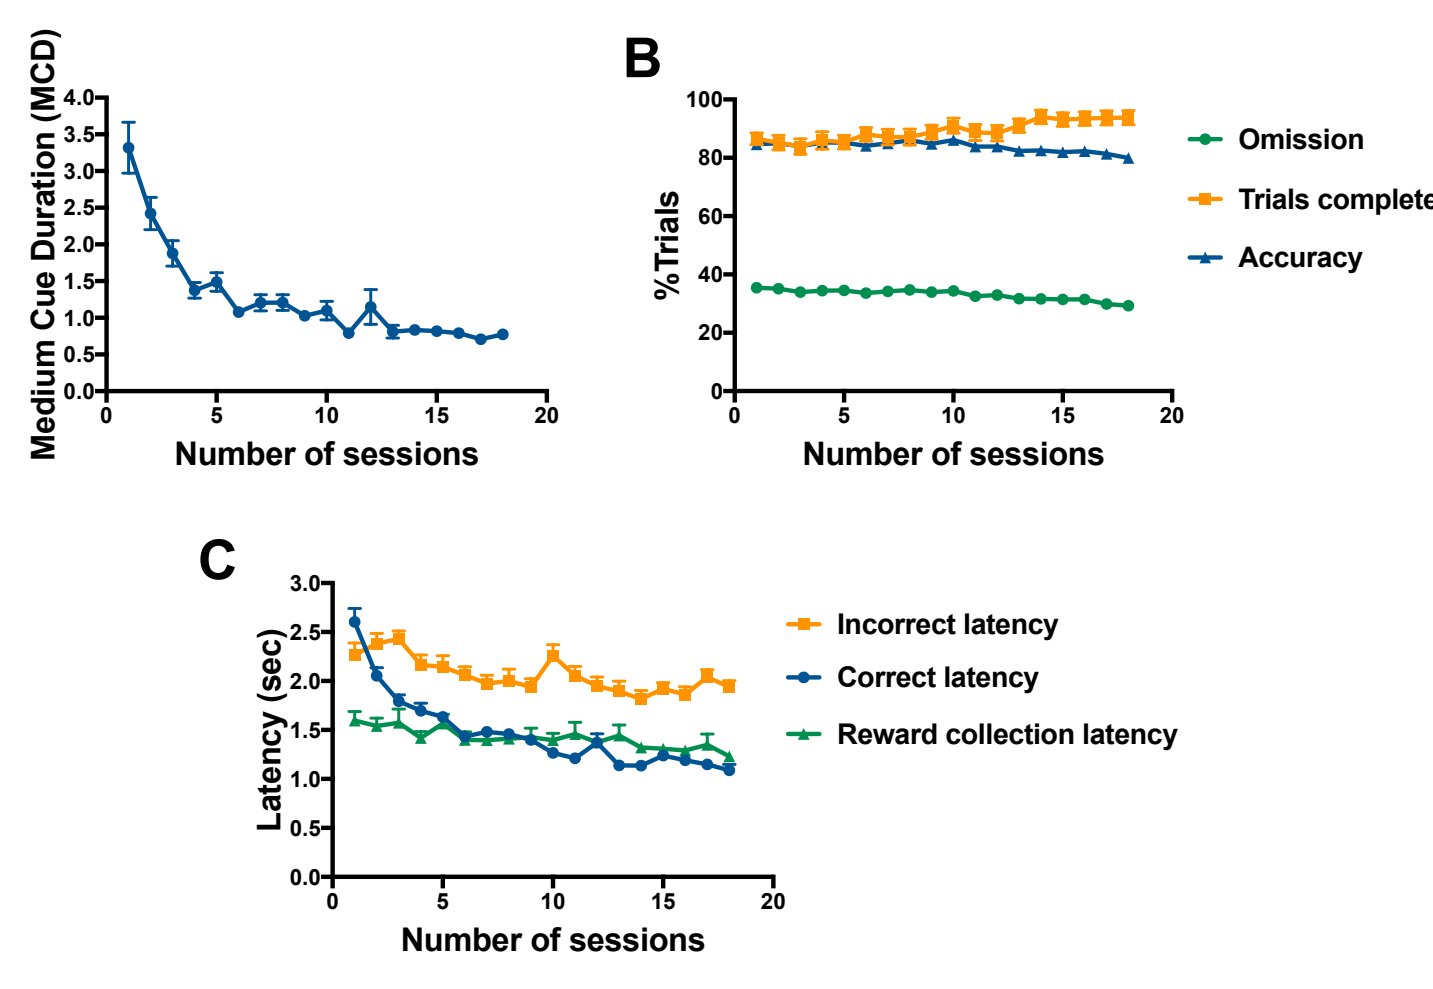 Medium Cue Duration (MCD)
4.0
3.5
3.0
2.5
2.0
1.5
1.0
0.5
0.0
0 5 10 15 20
Number of sessions
B
%Trials
100
80
60
40
20
0
0 5 10 15 20
Number of sessions
Omission
Trials complete
Accuracy
C
Latency (sec)
3.0
2.5
2.0
1.5
1.0
0.5
0.0
0 5 10 15 20
Number of sessions
Incorrect latency
Correct latency
Reward collection latency